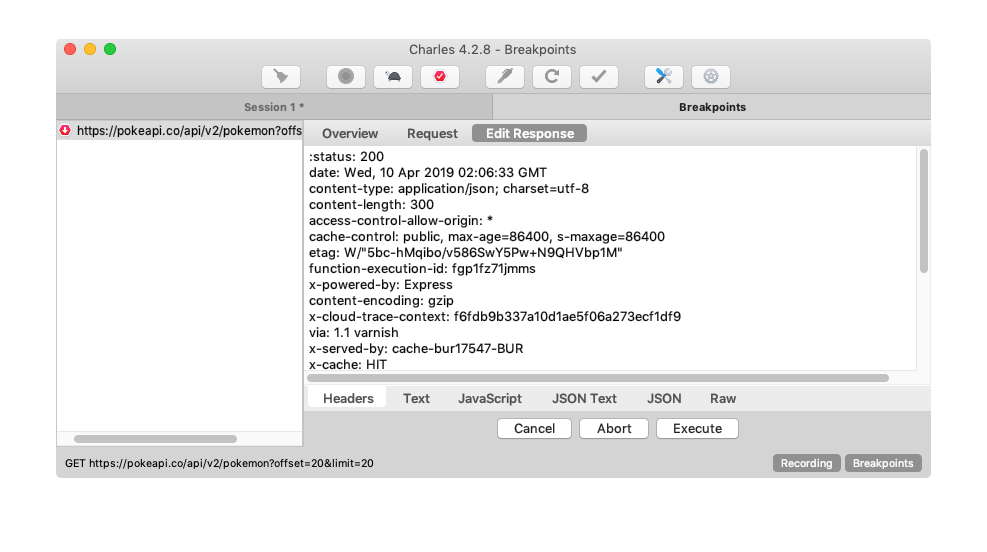 Charles 4.2.8 - Breakpoints
Session 1 *
Breakpoints
https://pokeapi.co/api/v2/pokemon?offs
Overview
Request
Edit Response
:status: 200
date: Wed, 10 Apr 2019 02:06:33 GMT
content-type: application/json; charset=utf-8
content-length: 300
access-control-allow-origin: *
cache-control: public, max-age=86400, s-maxage=86400
etag: W/"5bc-hMqibo/v586SwY5Pw+N9QHVbp1M"
function-execution-id: fgp1fz71jmms
x-powered-by: Express
content-encoding: gzip
x-cloud-trace-context: f6fdb9b337a10d1ae5f06a273ecf1df9
via: 1.1 varnish
x-served-by: cache-bur17547-BUR
x-cache: HIT
Headers
Text
JavaScript
JSON Text
JSON
Raw
Cancel
Abort
Execute
GET https://pokeapi.co/api/v2/pokemon?offset=20&limit=20
Recording
Breakpoints